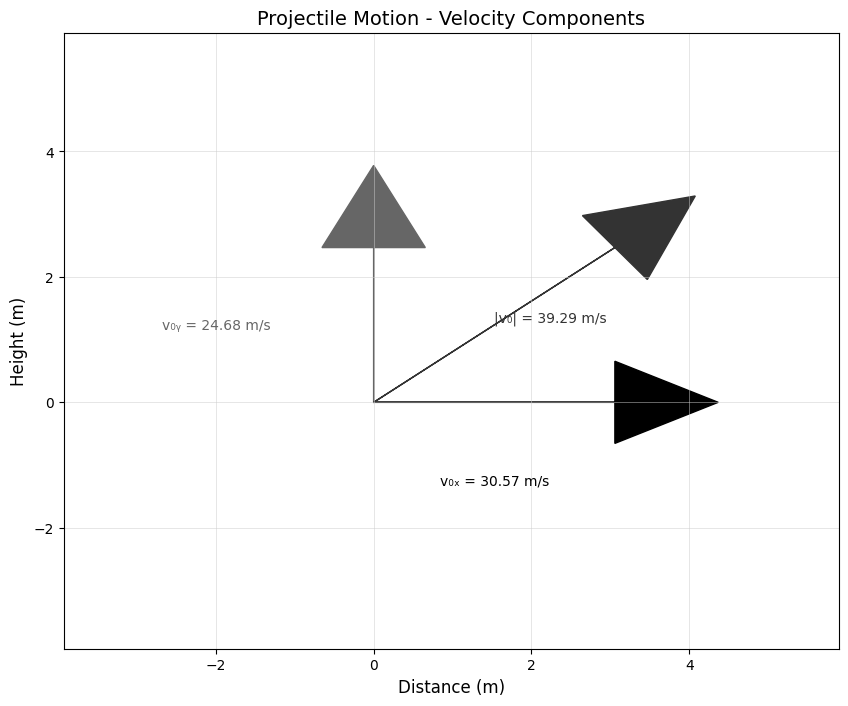 Projectile Motion - Velocity Components
Height (m)
4
2
0
−2
v₀ᵧ = 24.68 m/s
|v₀| = 39.29 m/s
v₀ₓ = 30.57 m/s
−2
0
2
4
Distance (m)